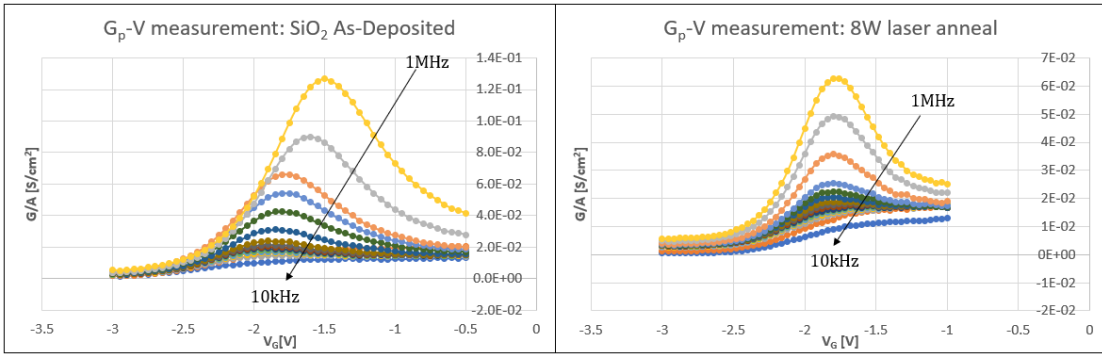 Gp-V measurement: SiO2 As-Deposited
1.4E-01
1.2E-01
1.0E-01
8.0E-02
6.0E-02
4.0E-02
2.0E-02
0.0E+00
-2.0E-02
G/A [S/cm²]
1MHz
10kHz
-3.5 -3 -2.5 -2 -1.5 -1 -0.5 0
VG[V]
Gp-V measurement: 8W laser anneal
7E-02
6E-02
5E-02
4E-02
3E-02
2E-02
1E-02
0E+00
-1E-02
-2E-02
G/A [S/cm²]
1MHz
10kHz
-3.5 -3 -2.5 -2 -1.5 -1 -0.5 0
VG [V]